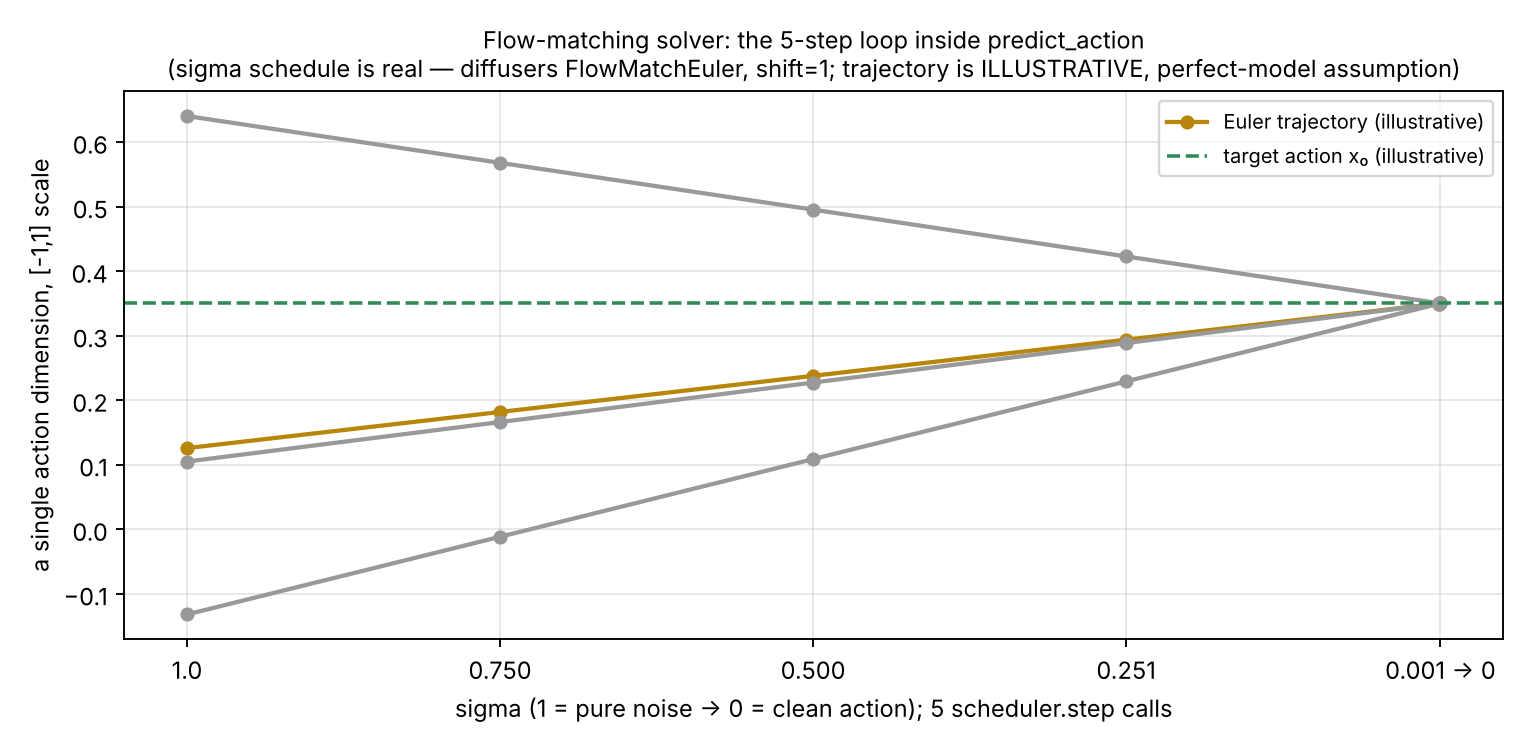 Flow-matching solver: the 5-step loop inside predict_action
(sigma schedule is real — diffusers FlowMatchEuler, shift=1; trajectory is ILLUSTRATIVE, perfect-model assumption)
Euler trajectory (illustrative)
target action x₀ (illustrative)
a single action dimension, [-1,1] scale
0.6
0.5
0.4
0.3
0.2
0.1
0.0
−0.1
1.0 0.750 0.500 0.251 0.001 → 0
sigma (1 = pure noise → 0 = clean action); 5 scheduler.step calls